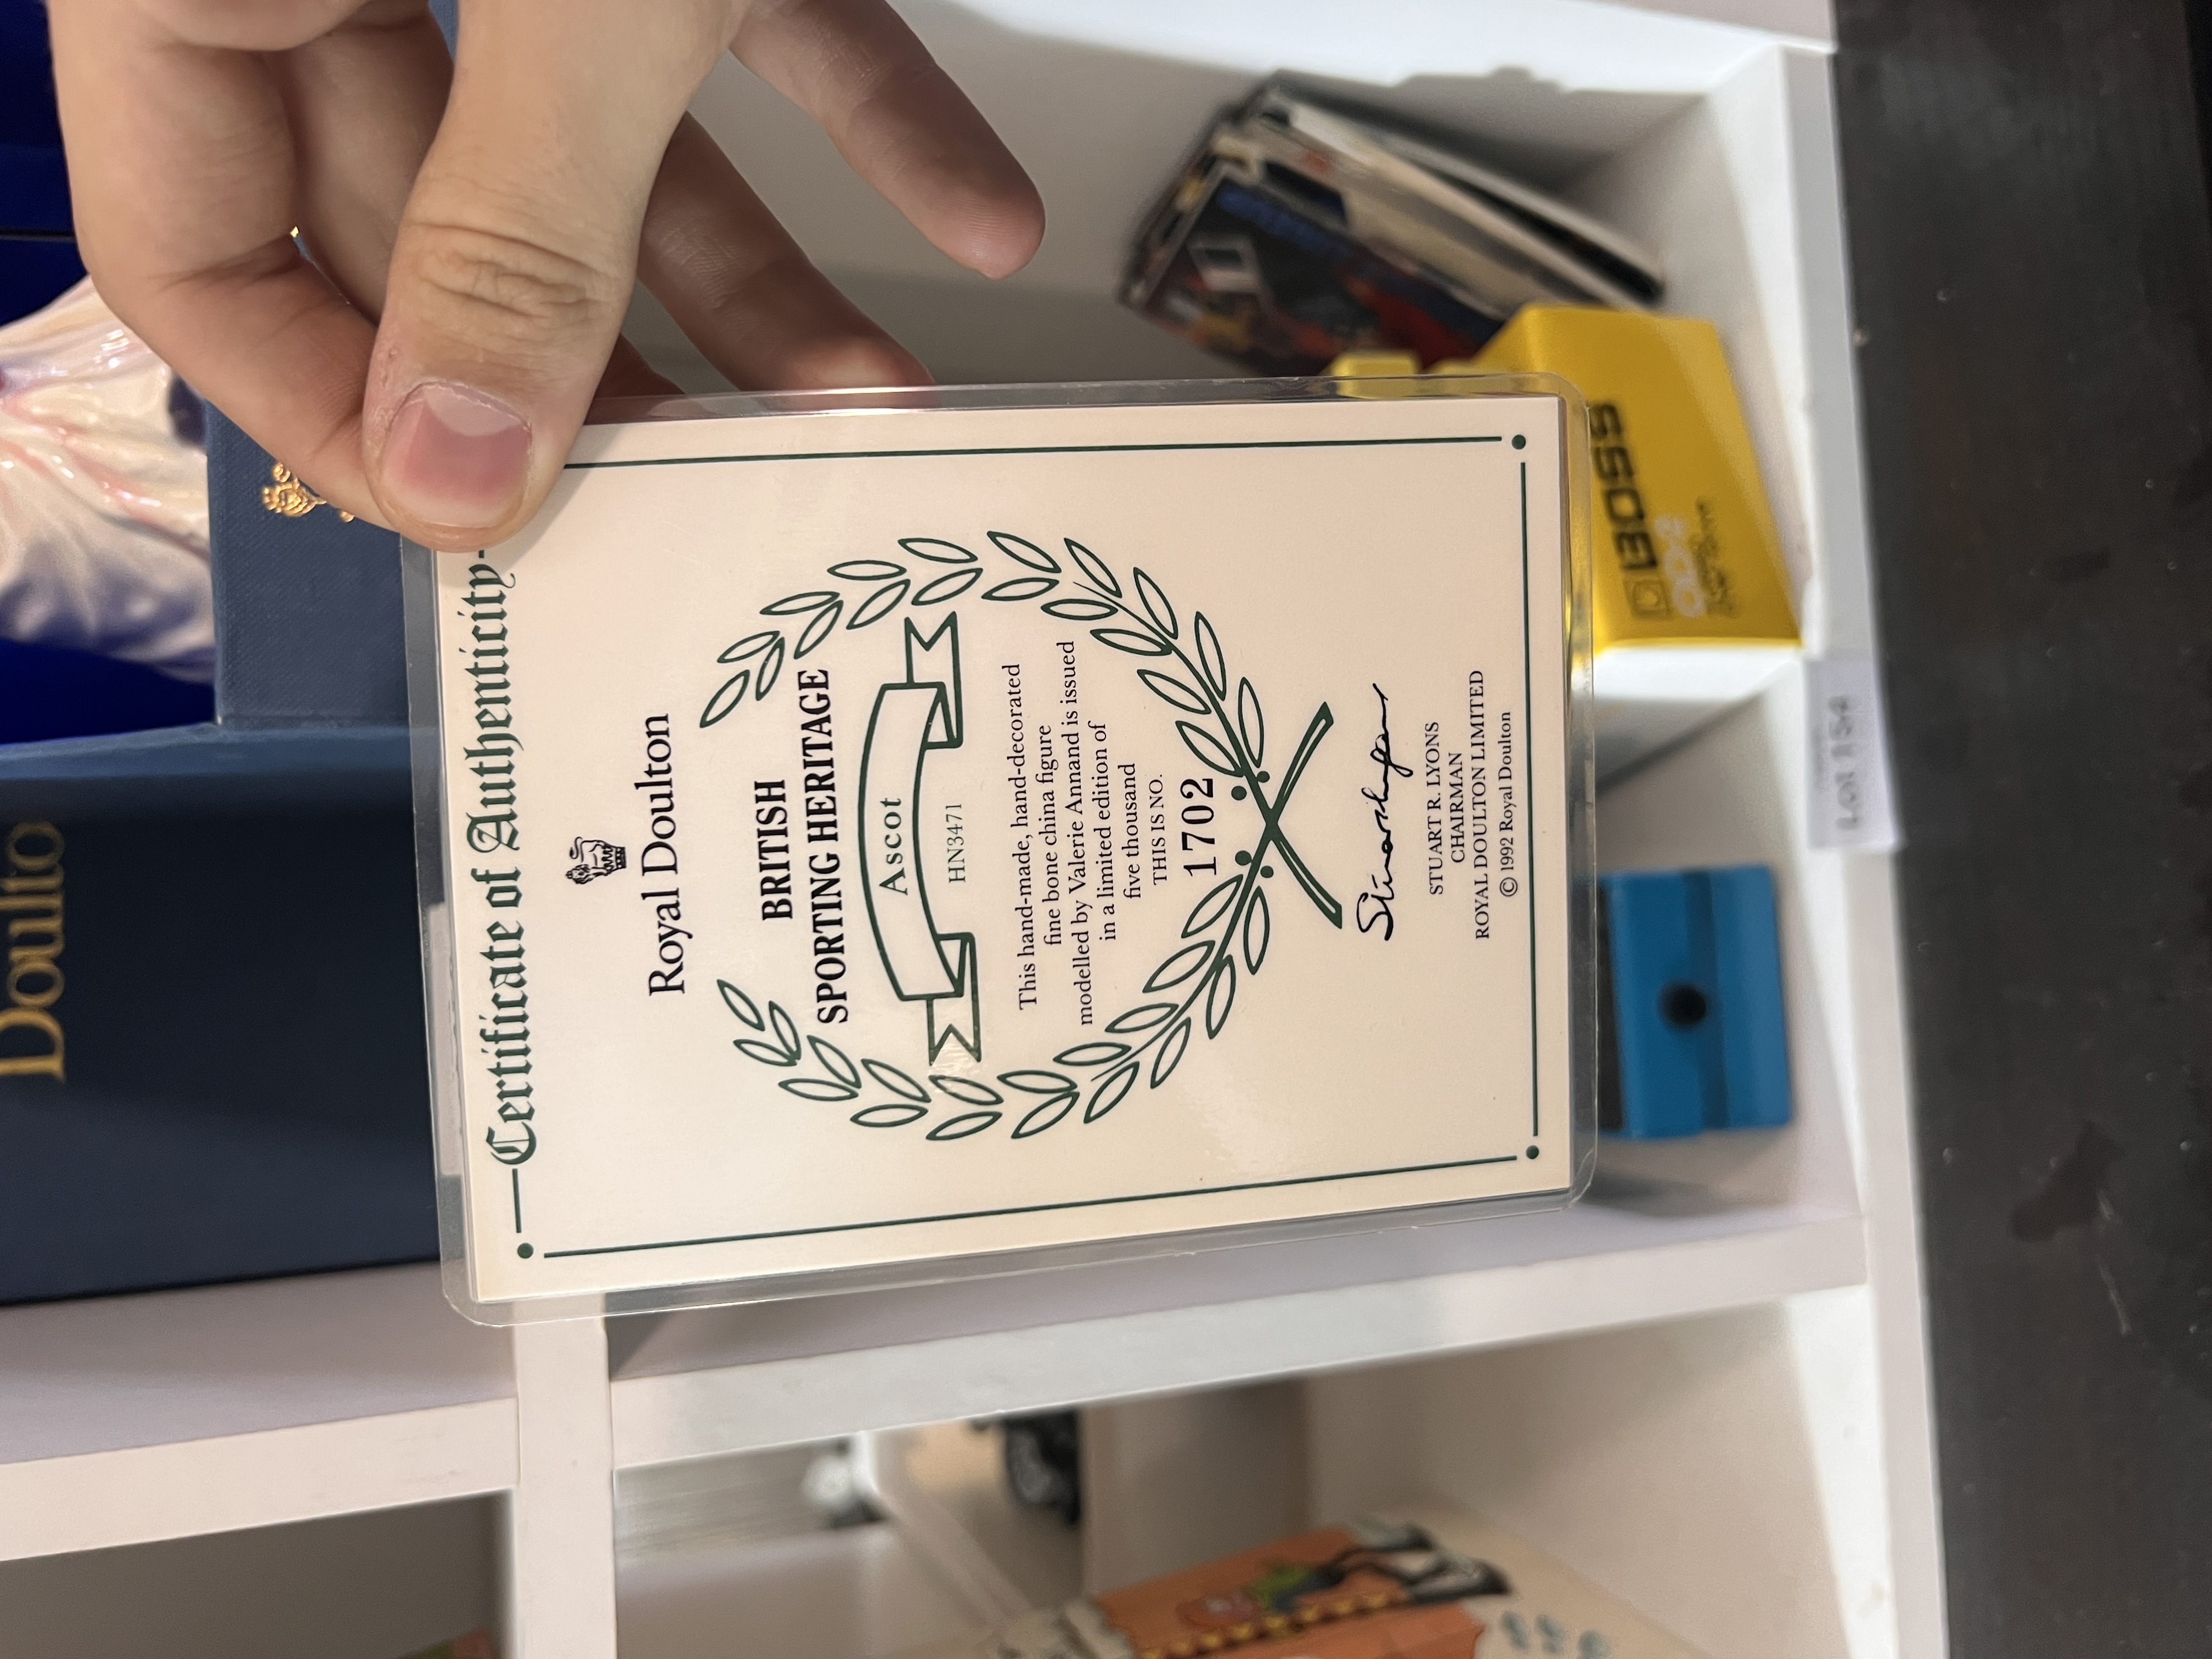 Certificate of Authenticity
Royal Doulton
BRITISH
SPORTING HERITAGE
Ascot
HN3471
This hand-made, hand-decorated
fine bone china figure
modelled by Valerie Annand is issued
in a limited edition of
five thousand
THIS IS NO.
1702
STUART R. LYONS
CHAIRMAN
ROYAL DOULTON LIMITED
© 1992 Royal Doulton
Doulto
BOSS
OD-2